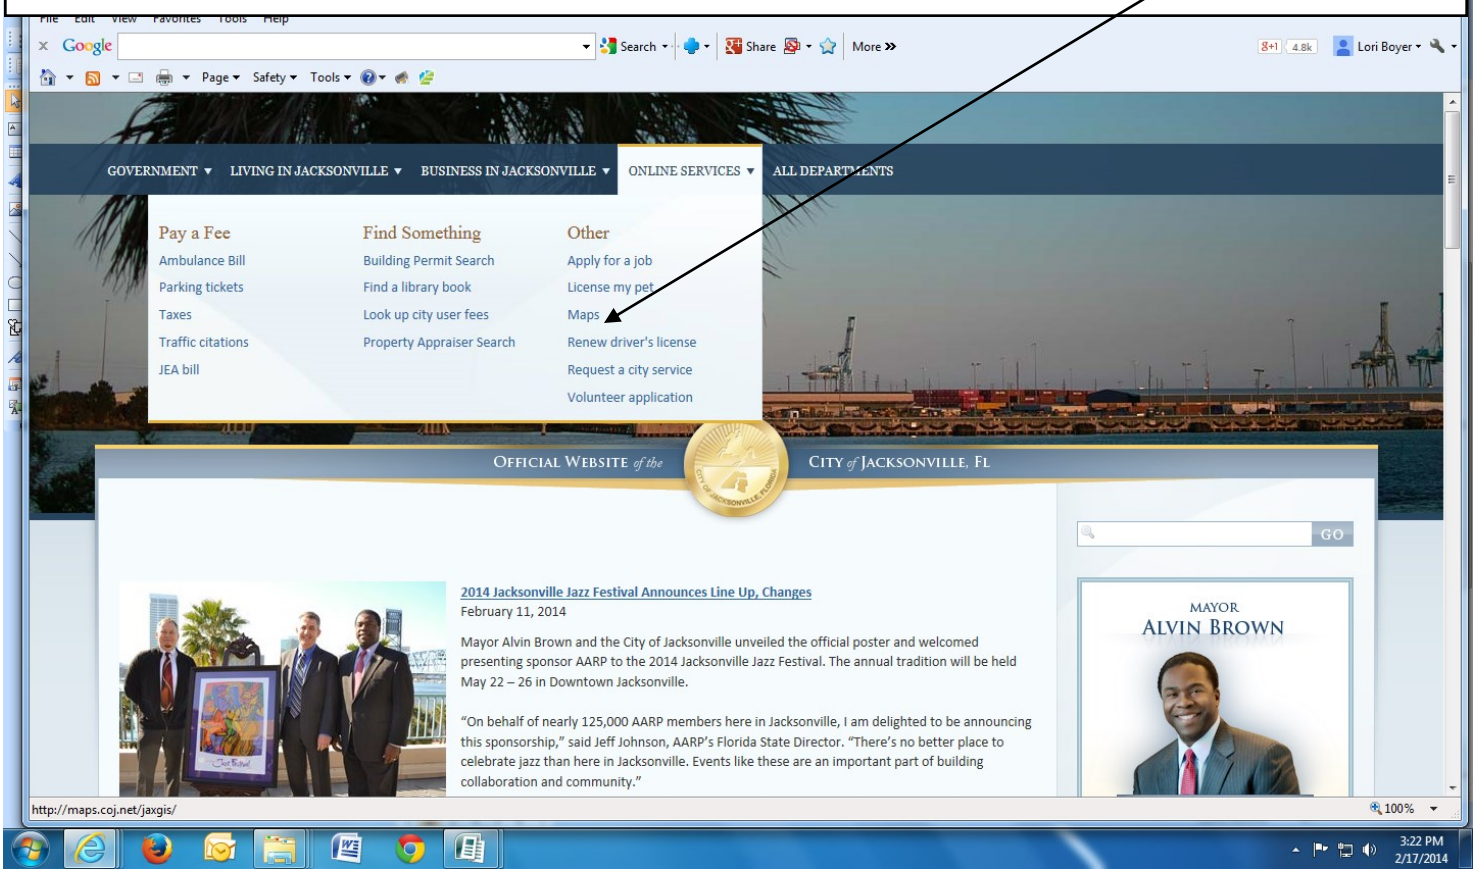 File Edit View Favorites Tools Help
x Google Search Share More »
8+1 4.8k Lori Boyer
Page Safety Tools
GOVERNMENT LIVING IN JACKSONVILLE BUSINESS IN JACKSONVILLE ONLINE SERVICES ALL DEPARTMENTS
Pay a Fee
Ambulance Bill
Parking tickets
Taxes
Traffic citations
JEA bill
Find Something
Building Permit Search
Find a library book
Look up city user fees
Property Appraiser Search
Other
Apply for a job
License my pet
Maps
Renew driver's license
Request a city service
Volunteer application
OFFICIAL WEBSITE of the CITY of JACKSONVILLE, FL
CITY OF JACKSONVILLE, FLORIDA
GO
2014 Jacksonville Jazz Festival Announces Line Up, Changes
February 11, 2014
Mayor Alvin Brown and the City of Jacksonville unveiled the official poster and welcomed
presenting sponsor AARP to the 2014 Jacksonville Jazz Festival. The annual tradition will be held
May 22 – 26 in Downtown Jacksonville.
“On behalf of nearly 125,000 AARP members here in Jacksonville, I am delighted to be announcing
this sponsorship,” said Jeff Johnson, AARP’s Florida State Director. “There’s no better place to
celebrate jazz than here in Jacksonville. Events like these are an important part of building
collaboration and community.”
MAYOR
ALVIN BROWN
http://maps.coj.net/jaxgis/
100%
3:22 PM
2/17/2014